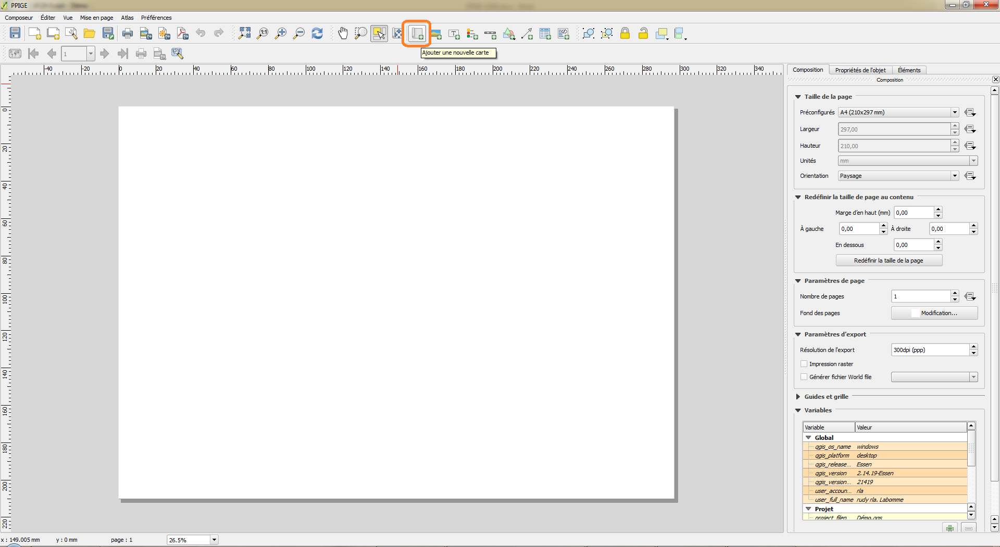 PPIGE
Composeur Éditer Vue Mise en page Atlas Préférences
1:1
T
1
Ajouter une nouvelle carte
-40 -20 0 20 40 60 80 100 120 140 160 180 200 220 240 260 280 300 320 340
0
20
40
60
80
100
120
140
160
180
200
220
Composition Propriétés de l'objet Éléments
Composition
Taille de la page
Préconfigurés A4 (210x297 mm)
Largeur 297,00
Hauteur 210,00
Unités mm
Orientation Paysage
Redéfinir la taille de page au contenu
Marge d'en haut (mm) 0,00
À gauche 0,00 À droite 0,00
En dessous 0,00
Redéfinir la taille de la page
Paramètres de page
Nombre de pages 1
Fond des pages Modification...
Paramètres d'export
Résolution de l'export 300dpi (ppp)
Impression raster
Générer fichier World file
Guides et grille
Variables
Variable Valeur
Global
qgis_os_name windows
qgis_platform desktop
qgis_release... Essen
qgis_version 2.14.19-Essen
qgis_version... 21419
user_accoun... rla
user_full_name rudy rla. Labomme
Projet
project_filen Démo.qgs
x : 149.005 mm y : 0 mm page : 1 26.5%